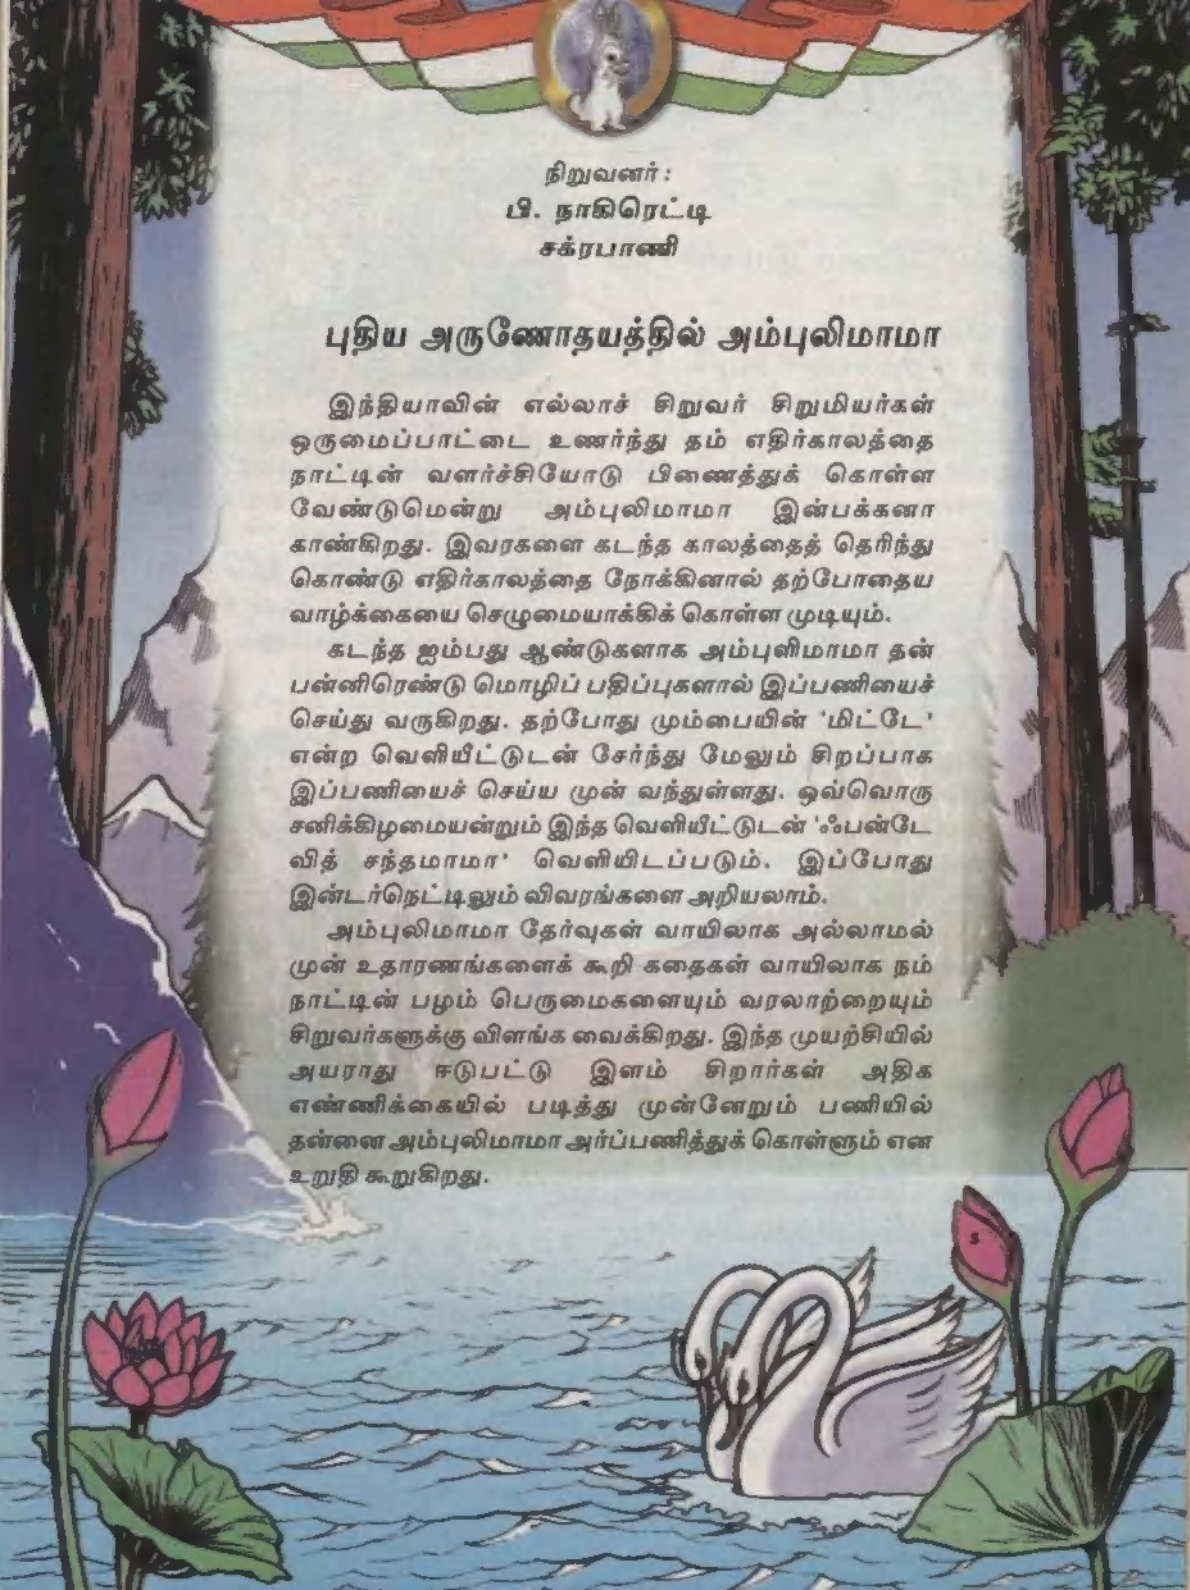 நிறுவனர் :
பி. நாகிரெட்டி
சக்ரபாணி
புதிய அருணோதயத்தில் அம்புலிமாமா
இந்தியாவின் எல்லாச் சிறுவர் சிறுமியர்கள்
ஒருமைப்பாட்டை உணர்ந்து தம் எதிர்காலத்தை
நாட்டின் வளர்ச்சியோடு பிணைத்துக் கொள்ள
வேண்டுமென்று அம்புலிமாமா இன்பக்கனா
காண்கிறது. இவரகளை கடந்த காலத்தைத் தெரிந்து
கொண்டு எதிர்காலத்தை நோக்கினால் தற்போதைய
வாழ்க்கையை செழுமையாக்கிக் கொள்ள முடியும்.
கடந்த ஐம்பது ஆண்டுகளாக அம்புளிமாமா தன்
பன்னிரெண்டு மொழிப் பதிப்புகளால் இப்பணியைச்
செய்து வருகிறது. தற்போது மும்பையின் 'மிட்டே'
என்ற வெளியீட்டுடன் சேர்ந்து மேலும் சிறப்பாக
இப்பணியைச் செய்ய முன் வந்துள்ளது. ஒவ்வொரு
சனிக்கிழமையன்றும் இந்த வெளியீட்டுடன் 'ஃபன்டே
வித் சந்தமாமா' வெளியிடப்படும். இப்போது
இன்டர்நெட்டிலும் விவரங்களை அறியலாம்.
அம்புலிமாமா தேர்வுகள் வாயிலாக அல்லாமல்
முன் உதாரணங்களைக் கூறி கதைகள் வாயிலாக நம்
நாட்டின் பழம் பெருமைகளையும் வரலாற்றையும்
சிறுவர்களுக்கு விளங்க வைக்கிறது. இந்த முயற்சியில்
அயராது ஈடுபட்டு இளம் சிறார்கள் அதிக
எண்ணிக்கையில் படித்து முன்னேறும் பணியில்
தன்னை அம்புலிமாமா அர்ப்பணித்துக் கொள்ளும் என
உறுதி கூறுகிறது.